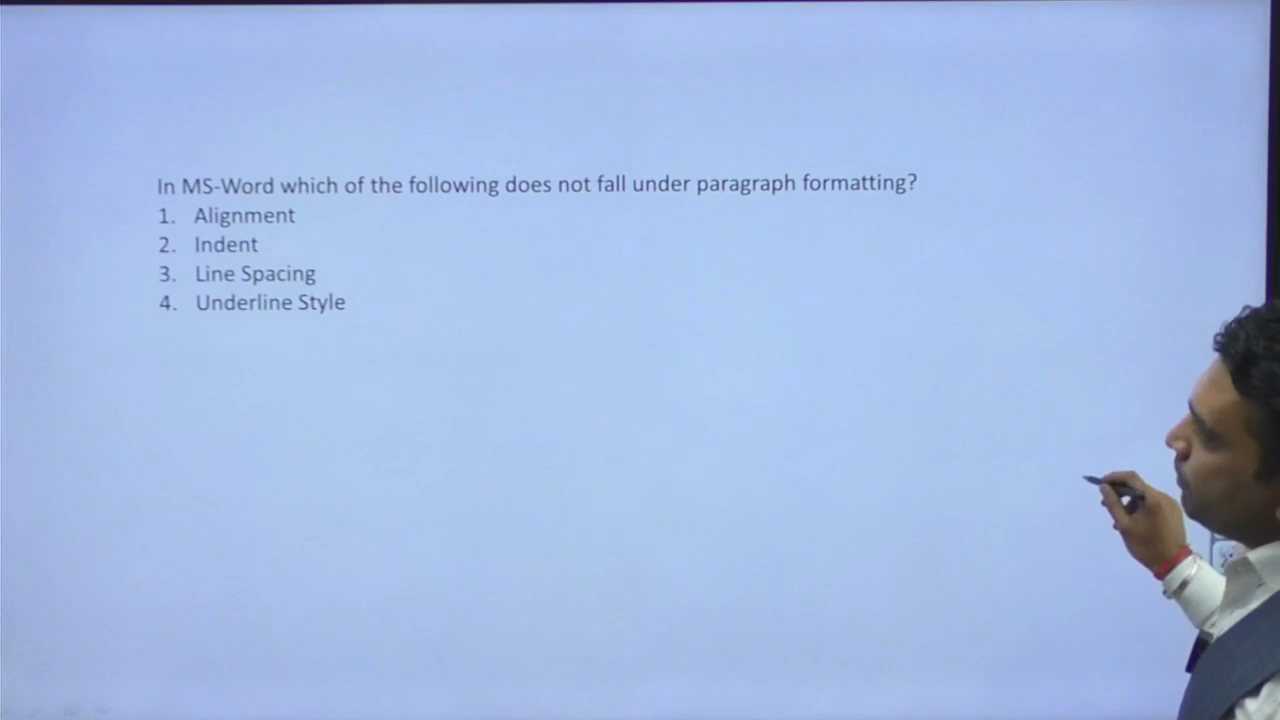 In MS-Word which of the following does not fall under paragraph formatting?
1. Alignment
2. Indent
3. Line Spacing
4. Underline Style